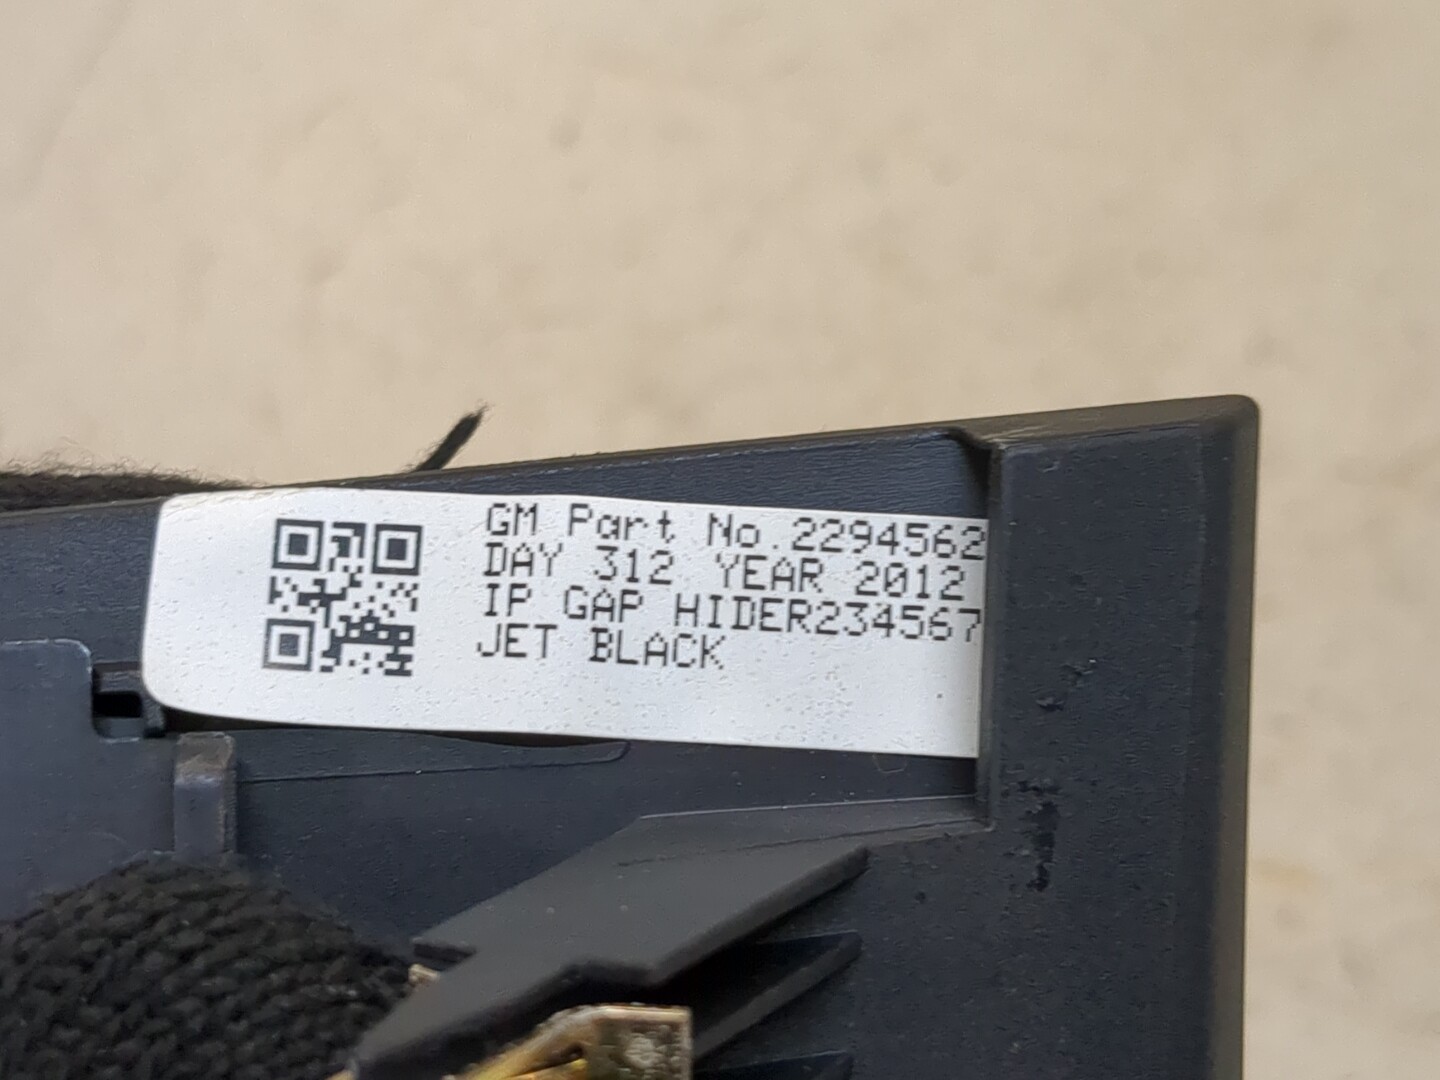 GM Part No.2294562
DAY 312 YEAR 2012
IP GAP HIDER234567
JET BLACK